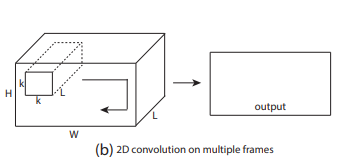 k
H
k
L
L
W
output
(b) 2D convolution on multiple frames